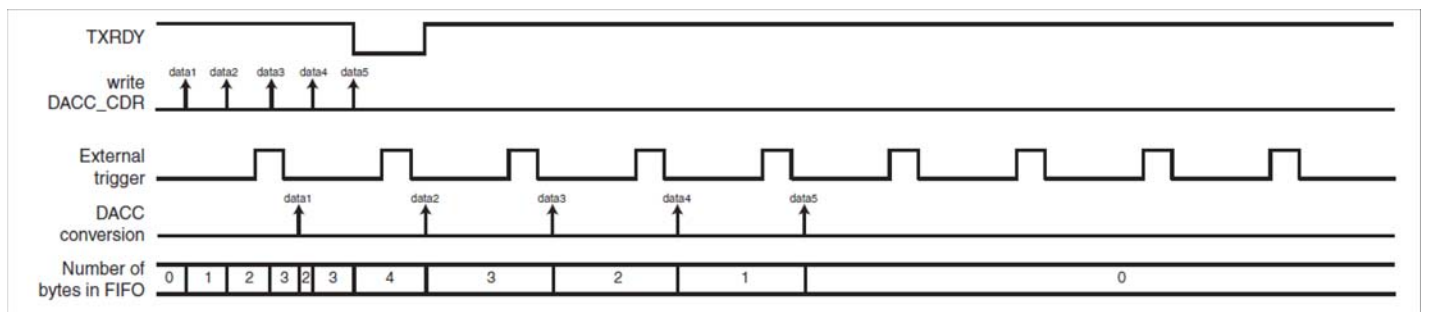 TXRDY
data1 data2 data3 data4 data5
write
DACC_CDR
External
trigger
data1 data2 data3 data4 data5
DACC
conversion
Number of
bytes in FIFO
0 1 2 3 2 3 4 3 2 1 0